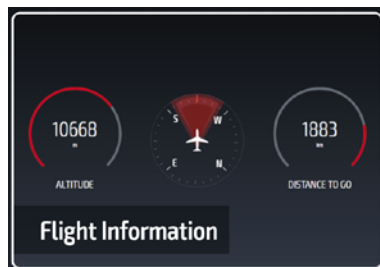 10668
m
ALTITUDE
S
W
E
N
1883
km
DISTANCE TO GO
Flight Information